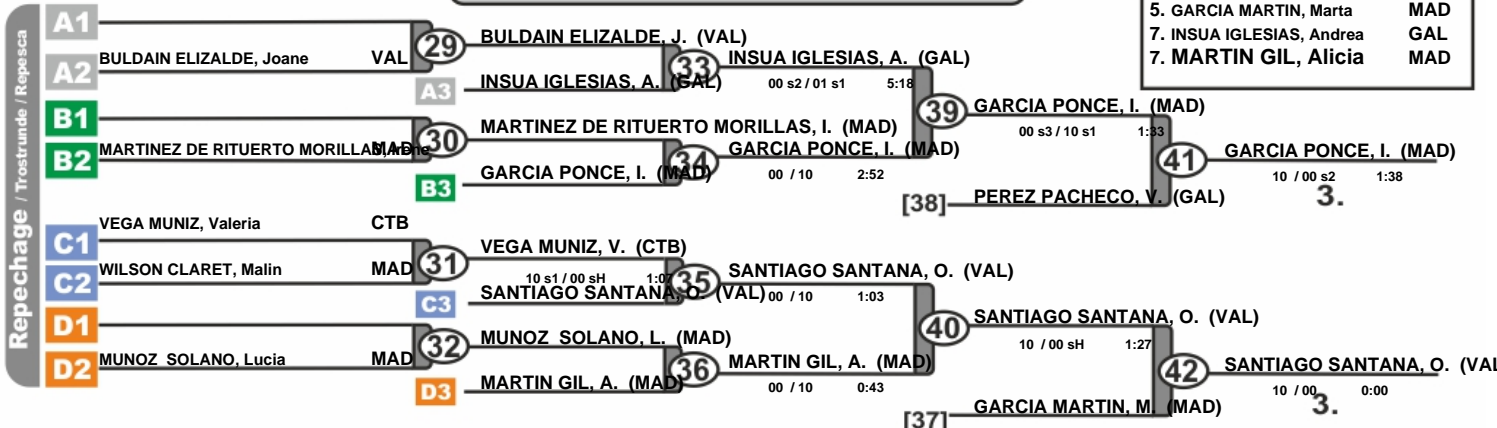 5. GARCIA MARTIN, Marta MAD
7. INSUA IGLESIAS, Andrea GAL
7. MARTIN GIL, Alicia MAD
Repechage / Trostrunde / Repesca
A1
A2 BULDAIN ELIZALDE, Joane VAL
29
BULDAIN ELIZALDE, J. (VAL)
A3 INSUA IGLESIAS, A. (GAL)
33
INSUA IGLESIAS, A. (GAL)
00 s2 / 01 s1 5:18
B1
B2 MARTINEZ DE RITUERTO MORILLAS, Irene MAD
30
MARTINEZ DE RITUERTO MORILLAS, I. (MAD)
B3 GARCIA PONCE, I. (MAD)
34
GARCIA PONCE, I. (MAD)
00 / 10 2:52
39
GARCIA PONCE, I. (MAD)
00 s3 / 10 s1 1:33
[38] PEREZ PACHECO, V. (GAL)
41
GARCIA PONCE, I. (MAD)
10 / 00 s2 1:38
3.
C1 VEGA MUNIZ, Valeria CTB
C2 WILSON CLARET, Malin MAD
31
VEGA MUNIZ, V. (CTB)
10 s1 / 00 sH 1:07
C3 SANTIAGO SANTANA, O. (VAL)
35
SANTIAGO SANTANA, O. (VAL)
00 / 10 1:03
D1
D2 MUNOZ SOLANO, Lucia MAD
32
MUNOZ SOLANO, L. (MAD)
D3 MARTIN GIL, A. (MAD)
36
MARTIN GIL, A. (MAD)
00 / 10 0:43
40
SANTIAGO SANTANA, O. (VAL)
10 / 00 sH 1:27
[37] GARCIA MARTIN, M. (MAD)
42
SANTIAGO SANTANA, O. (VAL
10 / 00 0:00
3.